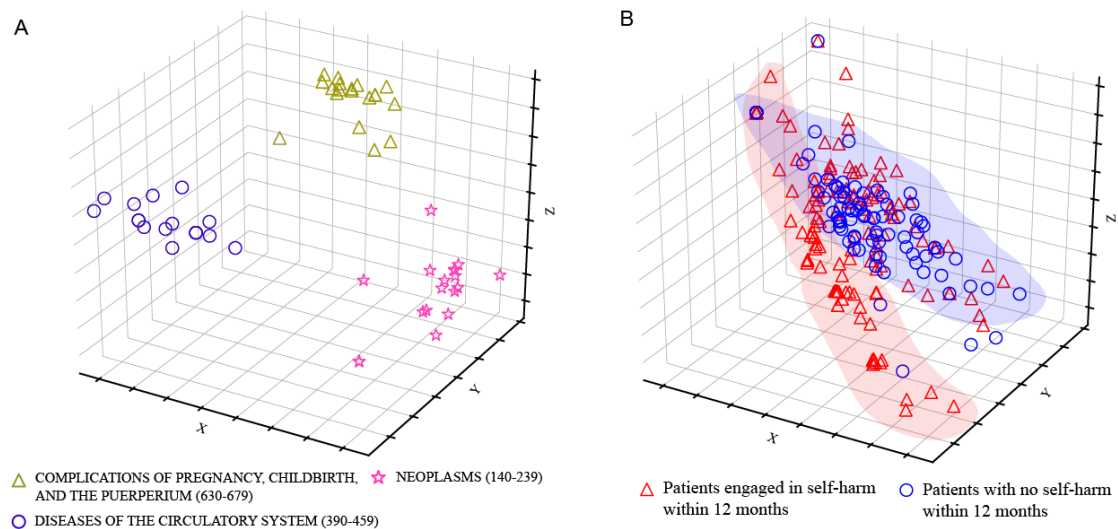 A
B
Z
Y
X
Z
Y
X
COMPLICATIONS OF PREGNANCY, CHILDBIRTH,
AND THE PUERPERIUM (630-679)
NEOPLASMS (140-239)
DISEASES OF THE CIRCULATORY SYSTEM (390-459)
Patients engaged in self-harm
within 12 months
Patients with no self-harm
within 12 months